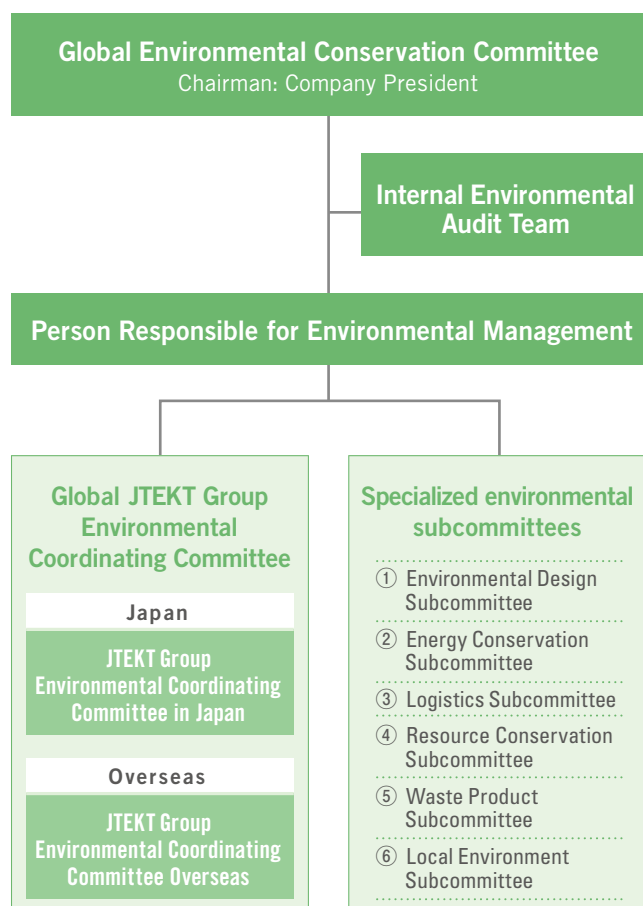 Global Environmental Conservation Committee
Chairman: Company President
Internal Environmental
Audit Team
Person Responsible for Environmental Management
Global JTEKT Group
Environmental
Coordinating Committee
Japan
JTEKT Group
Environmental Coordinating
Committee in Japan
Overseas
JTEKT Group
Environmental Coordinating
Committee Overseas
Specialized environmental
subcommittees
① Environmental Design
Subcommittee
② Energy Conservation
Subcommittee
③ Logistics Subcommittee
④ Resource Conservation
Subcommittee
⑤ Waste Product
Subcommittee
⑥ Local Environment
Subcommittee